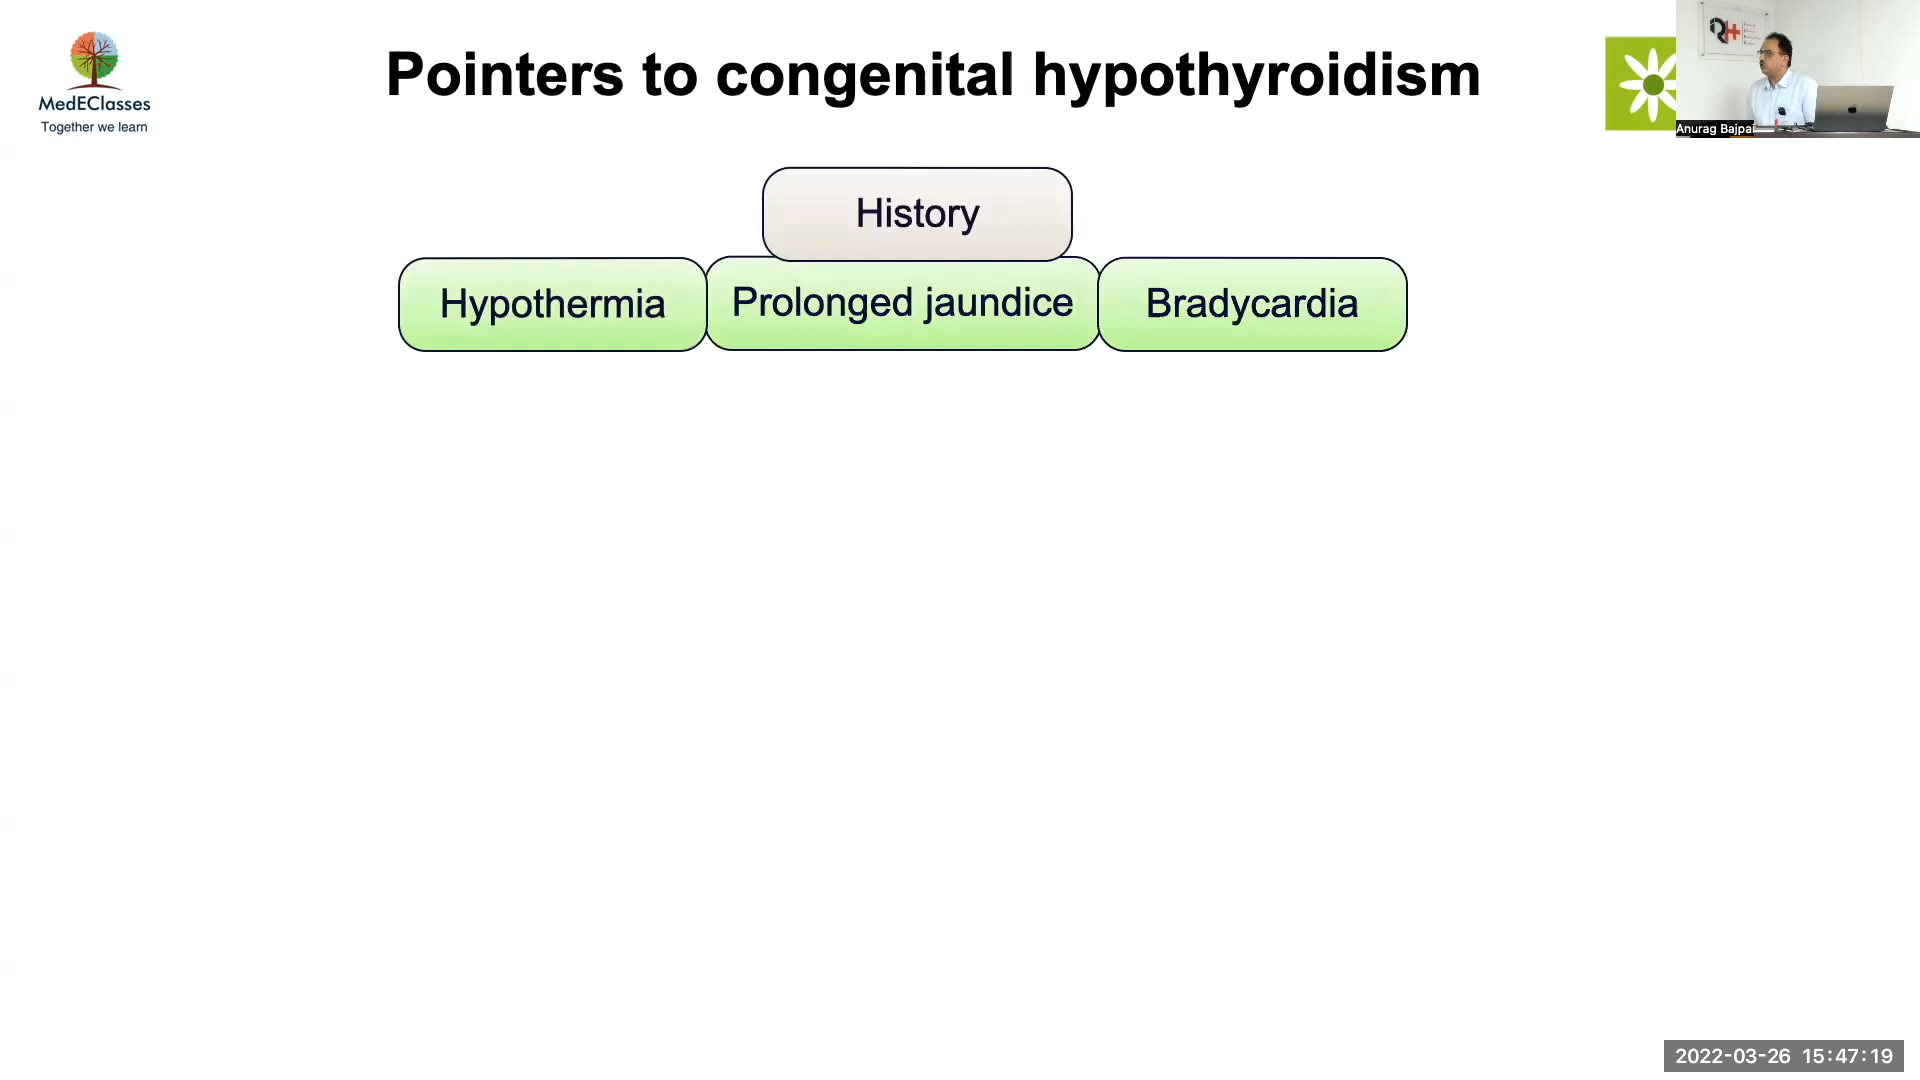 MedEClasses
Together we learn
Pointers to congenital hypothyroidism
Anurag Bajpai
History
Hypothermia
Prolonged jaundice
Bradycardia
2022-03-26 15:47:19